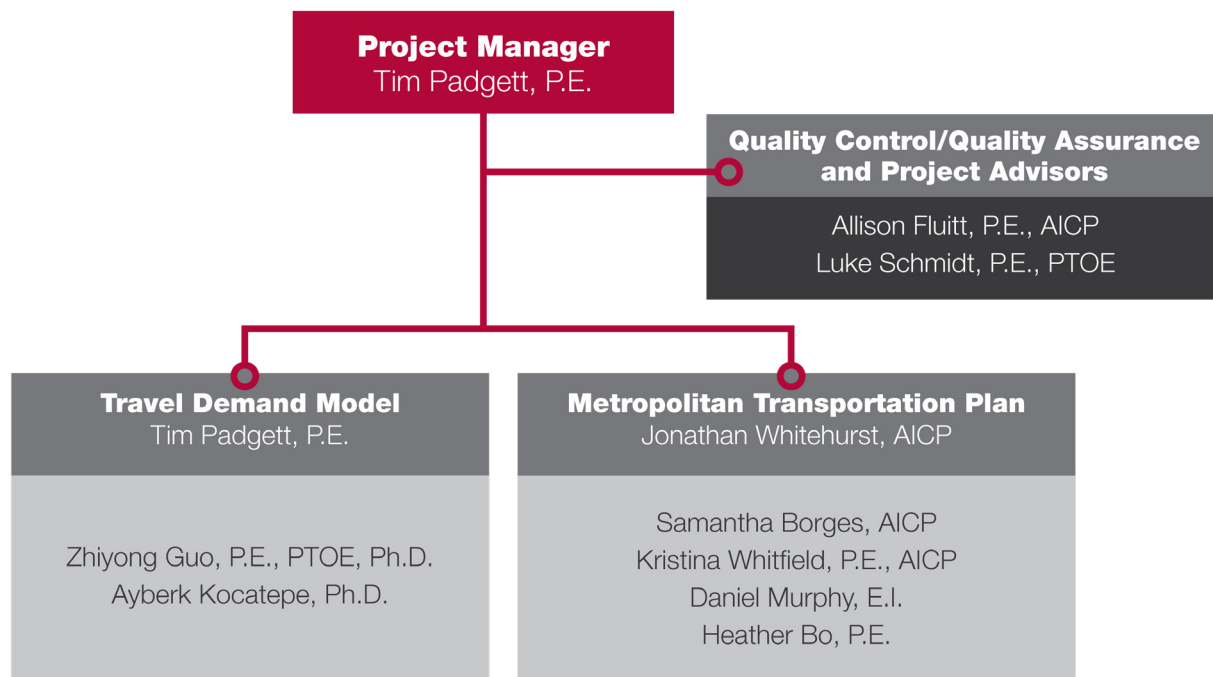 Project Manager
Tim Padgett, P.E.
Quality Control/Quality Assurance
and Project Advisors
Allison Fluitt, P.E., AICP
Luke Schmidt, P.E., PTOE
Travel Demand Model
Tim Padgett, P.E.
Zhiyong Guo, P.E., PTOE, Ph.D.
Ayberk Kocatepe, Ph.D.
Metropolitan Transportation Plan
Jonathan Whitehurst, AICP
Samantha Borges, AICP
Kristina Whitfield, P.E., AICP
Daniel Murphy, E.I.
Heather Bo, P.E.